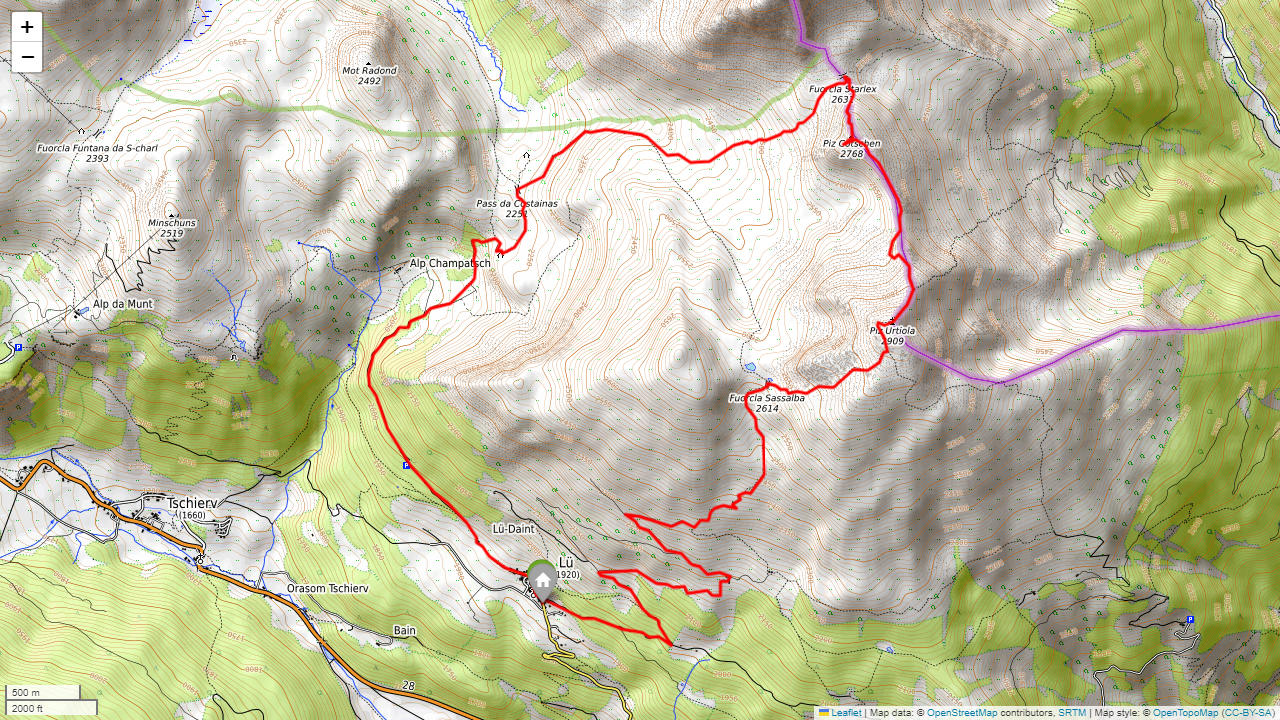 +
−
Mot Radond
2492
Fuorcla Starlex
263
Fuorcla Funtana da S-charl
2393
Piz Cotschen
2768
Pass da Costainas
2251
Minschuns
2519
Alp Champatsch
Alp da Munt
Piz Urtiola
2909
Fuorcla Sassalba
2614
Tschierv
(1660)
Lü-Daint
Lü
(1920)
Orasom Tschierv
Bain
28
500 m
2000 ft
Leaflet | Map data: © OpenStreetMap contributors, SRTM | Map style: © OpenTopoMap (CC-BY-SA)